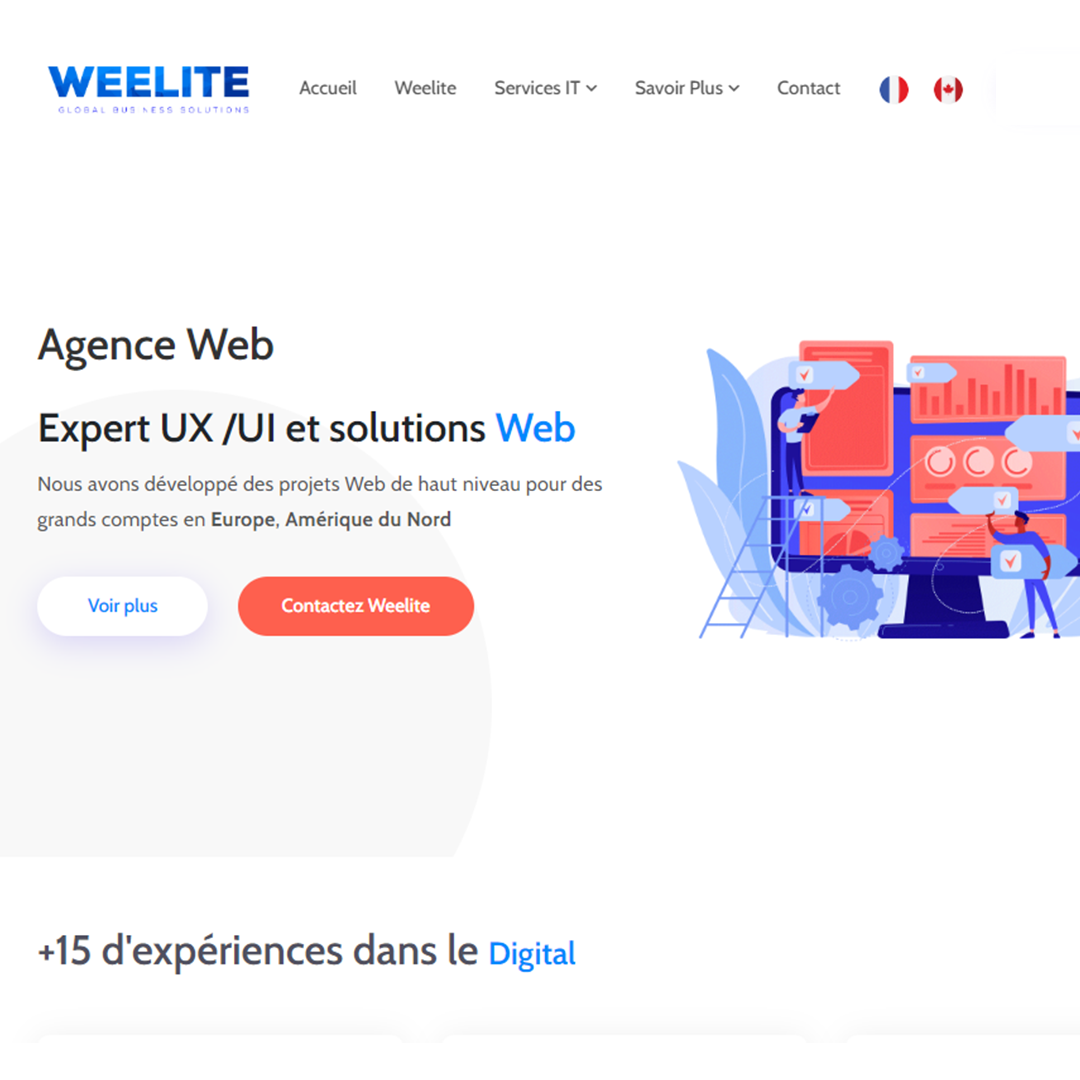 WEELITE
GLOBAL BUSINESS SOLUTIONS
Accueil
Weelite
Services IT
Savoir Plus
Contact
Agence Web
Expert UX /UI et solutions Web
Nous avons développé des projets Web de haut niveau pour des
grands comptes en Europe, Amérique du Nord
Voir plus
Contactez Weelite
+15 d'expériences dans le Digital